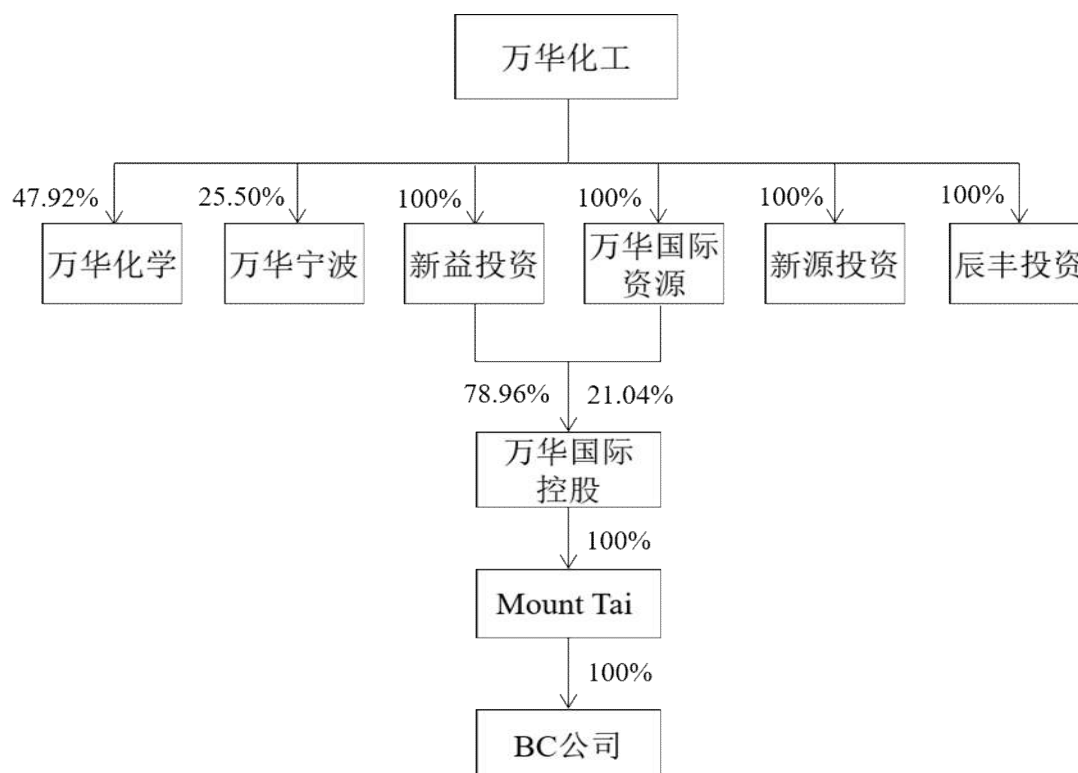 万华化工
47.92%
25.50%
100%
100%
100%
100%
万华化学
万华宁波
新益投资
万华国际
资源
新源投资
辰丰投资
78.96%
21.04%
万华国际
控股
100%
Mount Tai
100%
BC公司